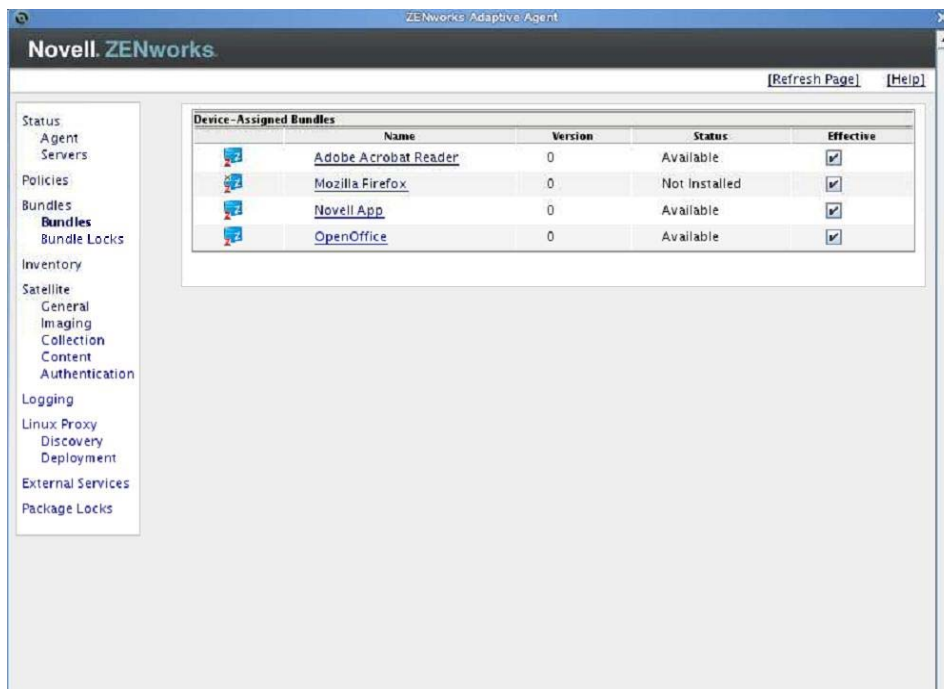 ZENworks Adaptive Agent
Novell. ZENworks.
[Refresh Page] [Help]
Status
Agent
Servers
Policies
Bundles
Bundles
Bundle Locks
Inventory
Satellite
General
Imaging
Collection
Content
Authentication
Logging
Linux Proxy
Discovery
Deployment
External Services
Package Locks
Device-Assigned Bundles
Name Version Status Effective
Adobe Acrobat Reader 0 Available
Mozilla Firefox 0 Not Installed
Novell App 0 Available
OpenOffice 0 Available